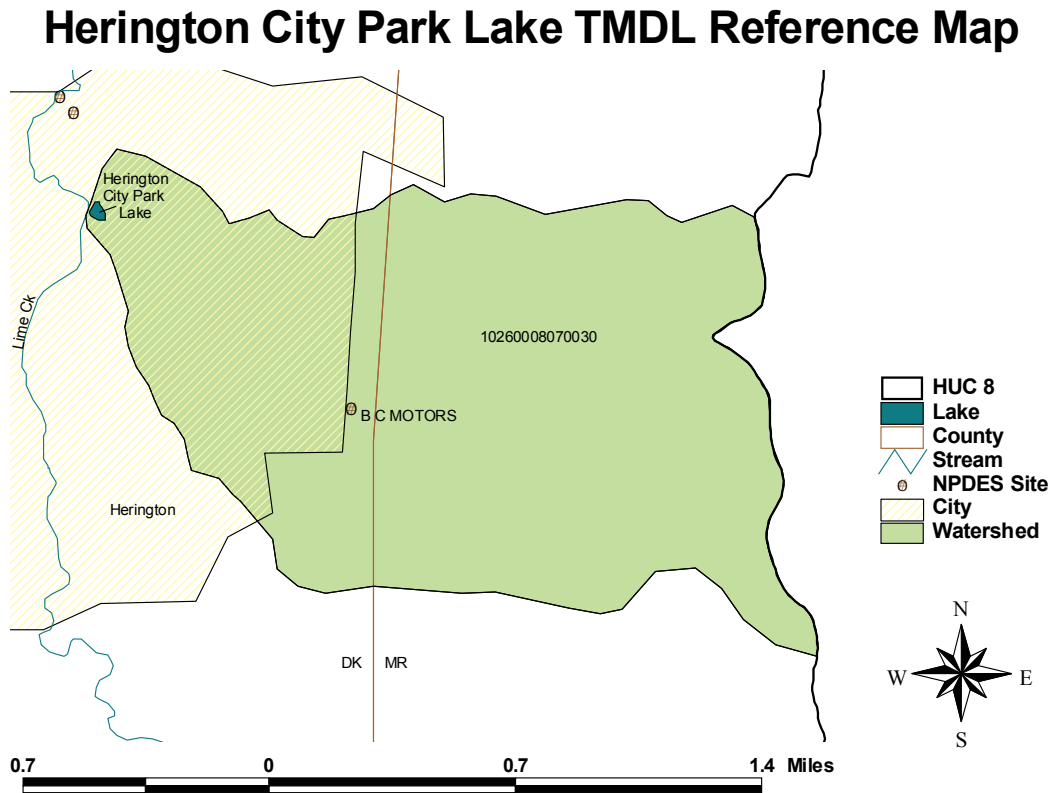 Herington City Park Lake TMDL Reference Map
Herington
City Park
Lake
Lime Ck
10260008070030
B C MOTORS
Herington
DK
MR
HUC 8
Lake
County
Stream
NPDES Site
City
Watershed
N
W
E
S
0.7
0
0.7
1.4 Miles